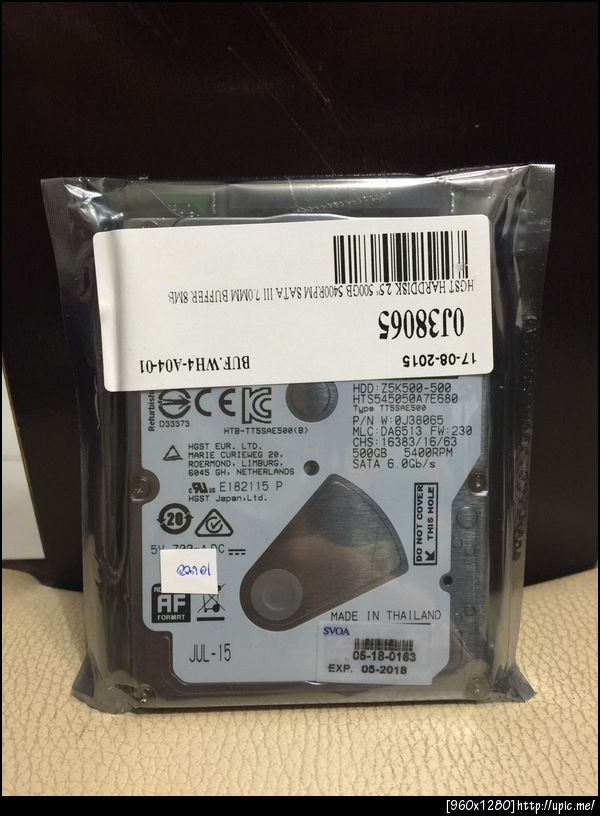 17-08-2015
BUF.WH4-A04-01
0J38065
HGST HARDDISK 2.5" 500GB 5400RPM SATA III 7.0MM BUFFER 8MB
Refurbish
D33373
CE
HTB-TT5SAE500(B)
HGST EUR. LTD.
MARIE CURIEWEG 20,
ROERMOND, LIMBURG,
6045 GH, NETHERLANDS
E182115 P
HGST Japan,Ltd.
20
HDD:Z5K500-500
HTS545050A7E680
Type TT5SAE500
P/N W:0J38065
MLC:DA6513 FW:230
CHS:16383/16/63
500GB 5400RPM
SATA 6.0Gb/s
DO NOT COVER
THIS HOLE
AF
FORMAT
MADE IN THAILAND
JUL-15
SVOA
05-18-0163
EXP. 05-2018
[960x1280]http://upic.me/